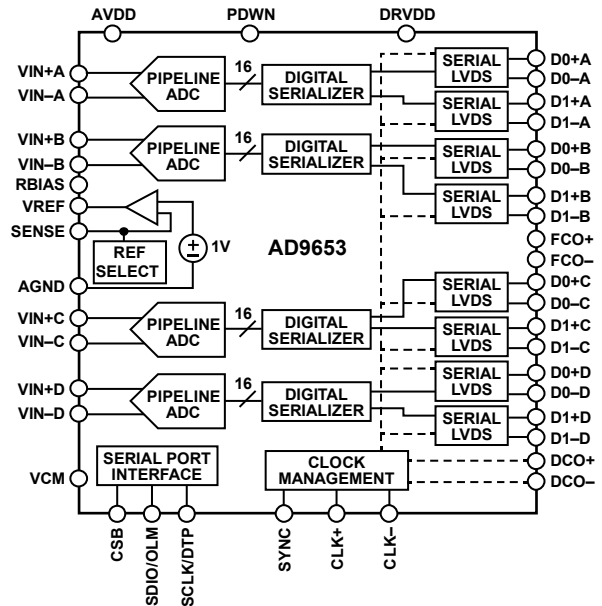 AVDD
PDWN
DRVDD
VIN+A
VIN–A
PIPELINE
ADC
16
DIGITAL
SERIALIZER
SERIAL
LVDS
D0+A
D0–A
SERIAL
LVDS
D1+A
D1–A
VIN+B
VIN–B
PIPELINE
ADC
16
DIGITAL
SERIALIZER
SERIAL
LVDS
D0+B
D0–B
SERIAL
LVDS
D1+B
D1–B
RBIAS
VREF
SENSE
REF
SELECT
1V
AGND
AD9653
FCO+
FCO–
VIN+C
VIN–C
PIPELINE
ADC
16
DIGITAL
SERIALIZER
SERIAL
LVDS
D0+C
D0–C
SERIAL
LVDS
D1+C
D1–C
VIN+D
VIN–D
PIPELINE
ADC
16
DIGITAL
SERIALIZER
SERIAL
LVDS
D0+D
D0–D
SERIAL
LVDS
D1+D
D1–D
VCM
SERIAL PORT
INTERFACE
CLOCK
MANAGEMENT
DCO+
DCO–
CSB
SDIO/OLM
SCLK/DTP
SYNC
CLK+
CLK–